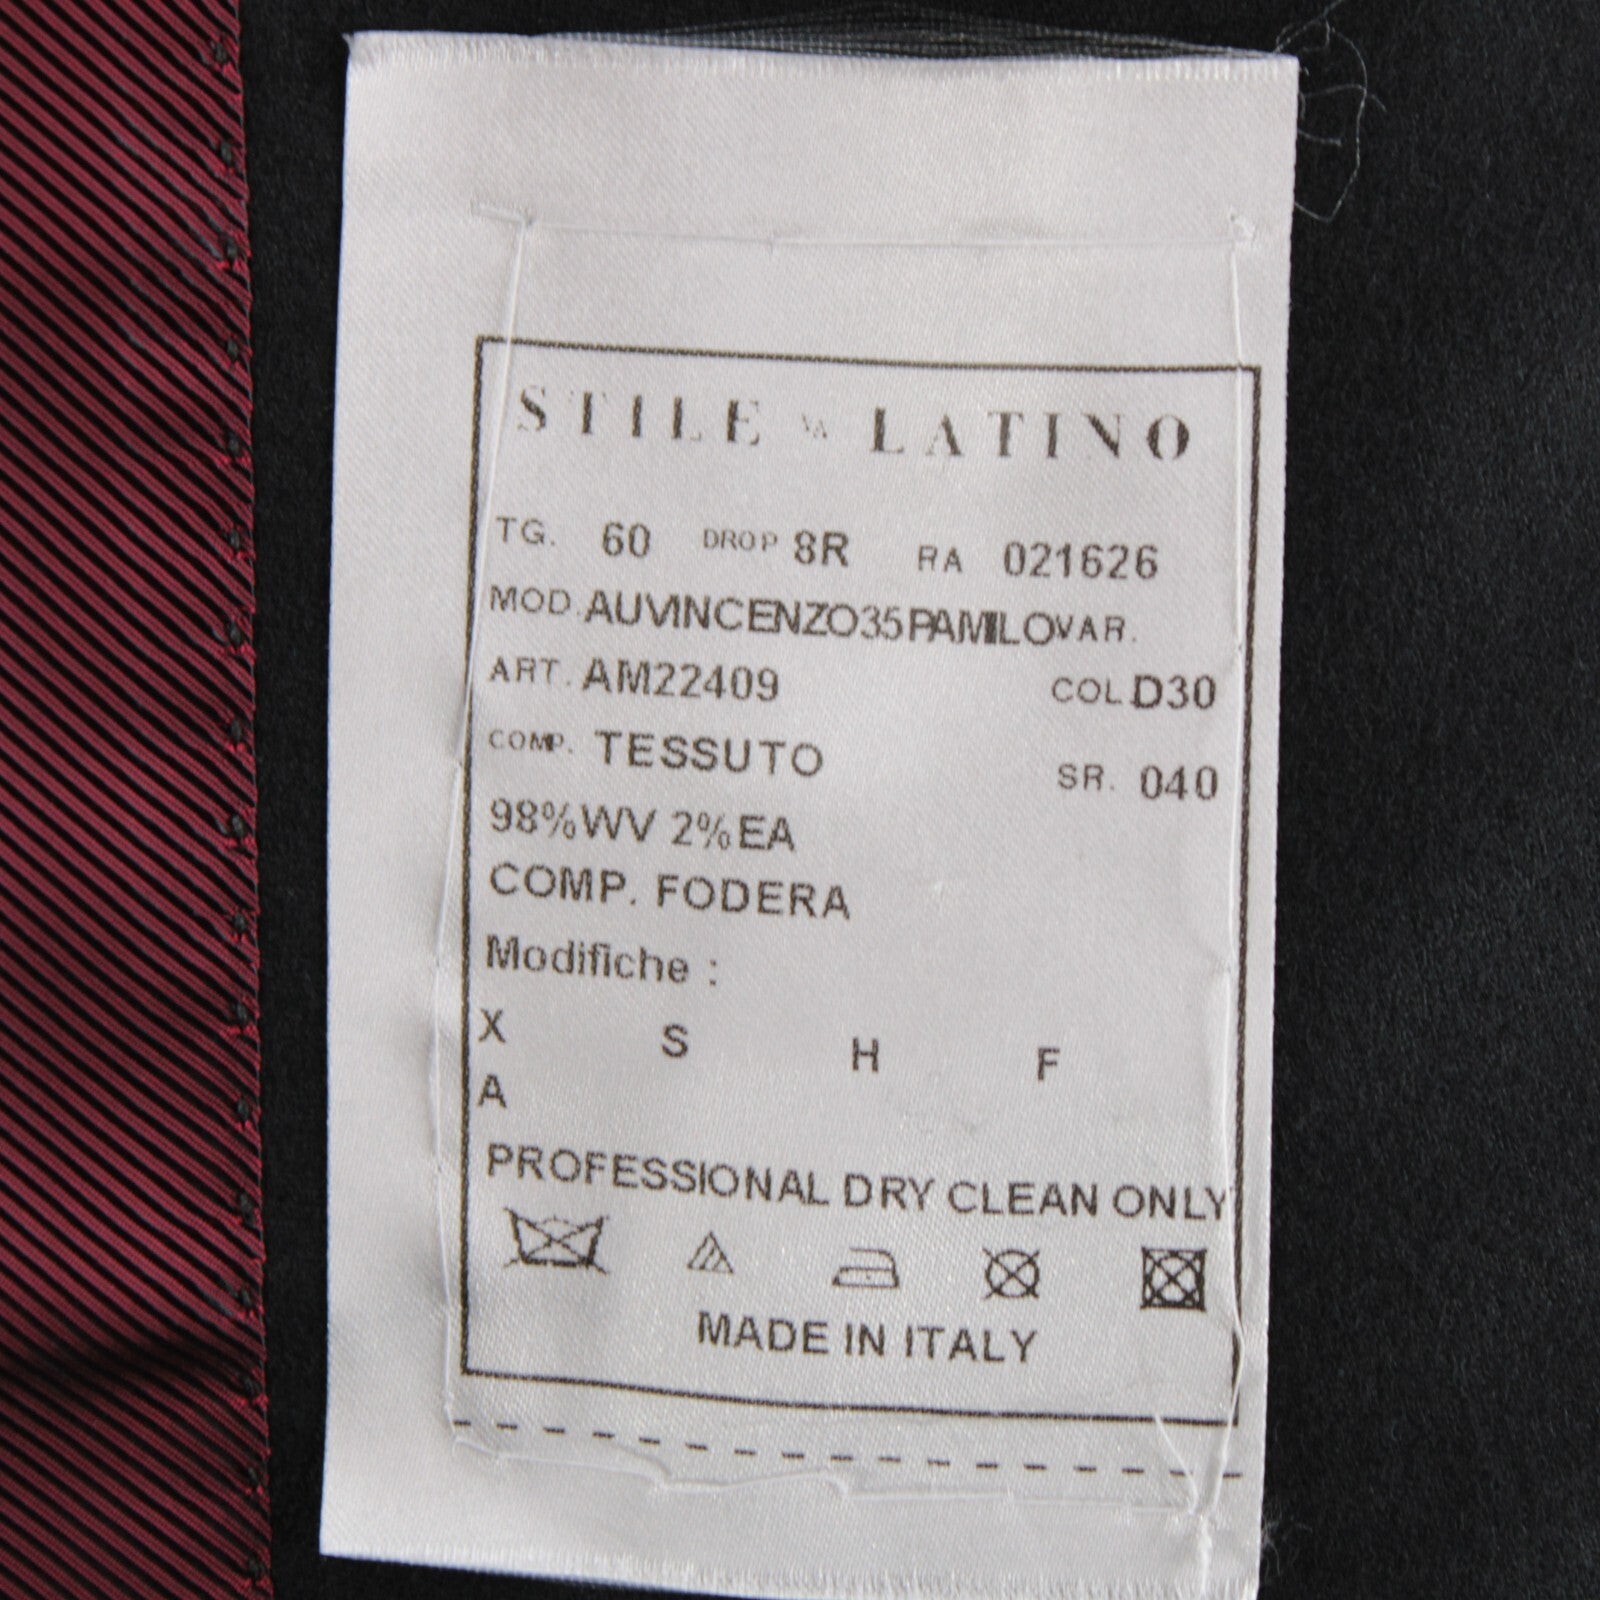 STILE LATINO
TG. 60 DROP 8R RA 021626
MOD. AUVINCENZO35PAMILO VAR.
ART. AM22409 COL D30
COMP. TESSUTO SR. 040
98%WV 2%EA
COMP. FODERA
Modifiche :
X S H F
A
PROFESSIONAL DRY CLEAN ONLY
MADE IN ITALY